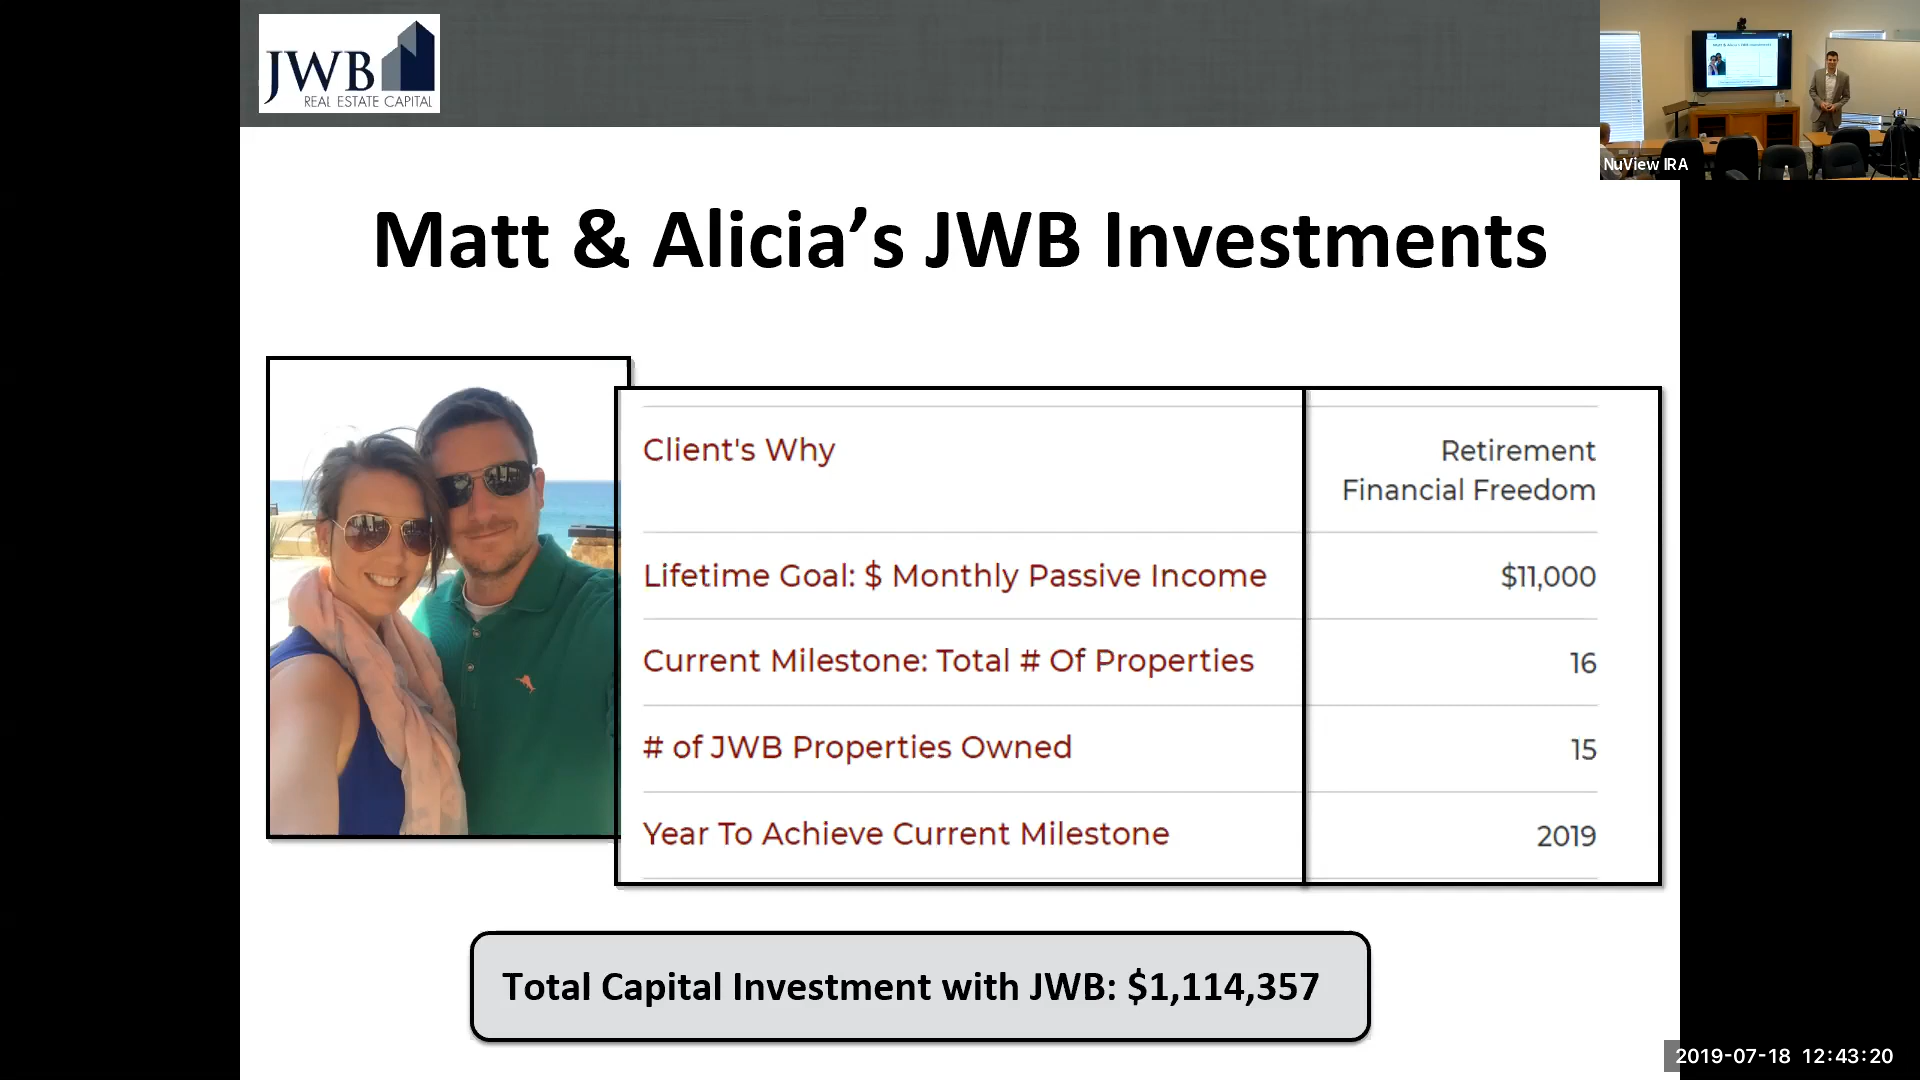 JWB
REAL ESTATE CAPITAL
NuView IRA
Matt & Alicia’s JWB Investments
Client's Why
Retirement
Financial Freedom
Lifetime Goal: $ Monthly Passive Income
$11,000
Current Milestone: Total # Of Properties
16
# of JWB Properties Owned
15
Year To Achieve Current Milestone
2019
Total Capital Investment with JWB: $1,114,357
2019-07-18 12:43:20